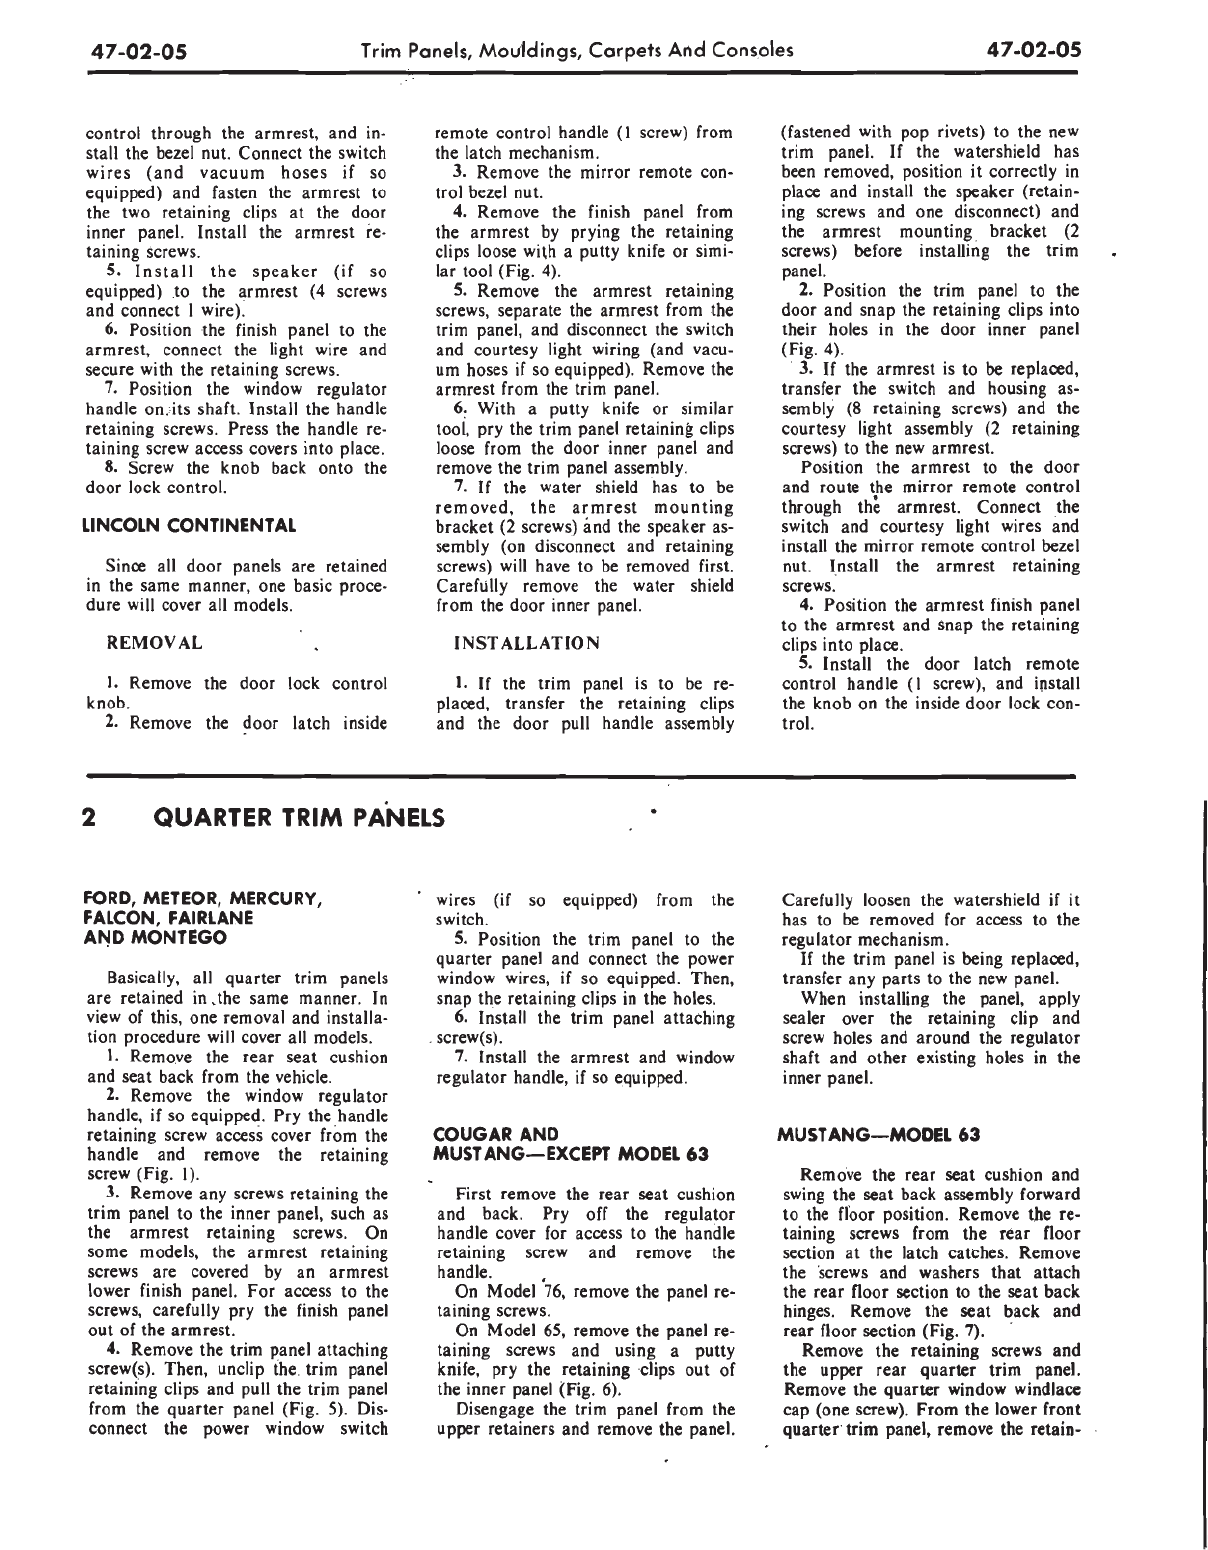 47-02-05 Trim Panels, Mouldings, Carpets And Consoles 47-02-05
control through the armrest, and in-
stall the bezel nut. Connect the switch
wires (and vacuum hoses if so
equipped) and fasten the armrest to
the two retaining clips at the door
inner panel. Install the armrest re-
taining screws.
5. Install the speaker (if so
equipped) to the armrest (4 screws
and connect 1 wire).
6. Position the finish panel to the
armrest, connect the light wire and
secure with the retaining screws.
7. Position the window regulator
handle on its shaft. Install the handle
retaining screws. Press the handle re-
taining screw access covers into place.
8. Screw the knob back onto the
door lock control.
LINCOLN CONTINENTAL
Since all door panels are retained
in the same manner, one basic proce-
dure will cover all models.
REMOVAL
1. Remove the door lock control
knob.
2. Remove the door latch inside
remote control handle (1 screw) from
the latch mechanism.
3. Remove the mirror remote con-
trol bezel nut.
4. Remove the finish panel from
the armrest by prying the retaining
clips loose with a putty knife or simi-
lar tool (Fig. 4).
5. Remove the armrest retaining
screws, separate the armrest from the
trim panel, and disconnect the switch
and courtesy light wiring (and vacu-
um hoses if so equipped). Remove the
armrest from the trim panel.
6. With a putty knife or similar
tool, pry the trim panel retaining clips
loose from the door inner panel and
remove the trim panel assembly.
7. If the water shield has to be
removed, the armrest mounting
bracket (2 screws) and the speaker as-
sembly (on disconnect and retaining
screws) will have to be removed first.
Carefully remove the water shield
from the door inner panel.
INSTALLATION
1. If the trim panel is to be re-
placed, transfer the retaining clips
and the door pull handle assembly
(fastened with pop rivets) to the new
trim panel. If the watershield has
been removed, position it correctly in
place and install the speaker (retain-
ing screws and one disconnect) and
the armrest mounting bracket (2
screws) before installing the trim
panel.
2. Position the trim panel to the
door and snap the retaining clips into
their holes in the door inner panel
(Fig. 4).
3. If the armrest is to be replaced,
transfer the switch and housing as-
sembly (8 retaining screws) and the
courtesy light assembly (2 retaining
screws) to the new armrest.
Position the armrest to the door
and route the mirror remote control
through the armrest. Connect the
switch and courtesy light wires and
install the mirror remote control bezel
nut. Install the armrest retaining
screws.
4. Position the armrest finish panel
to the armrest and snap the retaining
clips into place.
5. Install the door latch remote
control handle (1 screw), and install
the knob on the inside door lock con-
trol.
2 QUARTER TRIM PANELS
FORD, METEOR, MERCURY,
FALCON, FAIRLANE
AND MONTEGO
Basically, all quarter trim panels
are retained in the same manner. In
view of this, one removal and installa-
tion procedure will cover all models.
1. Remove the rear seat cushion
and seat back from the vehicle.
2. Remove the window regulator
handle, if so equipped. Pry the handle
retaining screw access cover from the
handle and remove the retaining
screw (Fig. 1).
3. Remove any screws retaining the
trim panel to the inner panel, such as
the armrest retaining screws. On
some models, the armrest retaining
screws are covered by an armrest
lower finish panel. For access to the
screws, carefully pry the finish panel
out of the armrest.
4. Remove the trim panel attaching
screw(s). Then, unclip the trim panel
retaining clips and pull the trim panel
from the quarter panel (Fig. 5). Dis-
connect the power window switch
wires (if so equipped) from the
switch.
5. Position the trim panel to the
quarter panel and connect the power
window wires, if so equipped. Then,
snap the retaining clips in the holes.
6. Install the trim panel attaching
screw(s).
7. Install the armrest and window
regulator handle, if so equipped.
COUGAR AND
MUSTANG—EXCEPT MODEL 63
First remove the rear seat cushion
and back. Pry off the regulator
handle cover for access to the handle
retaining screw and remove the
handle.
On Model 76, remove the panel re-
taining screws.
On Model 65, remove the panel re-
taining screws and using a putty
knife, pry the retaining clips out of
the inner panel (Fig. 6).
Disengage the trim panel from the
upper retainers and remove the panel.
Carefully loosen the watershield if it
has to be removed for access to the
regulator mechanism.
If the trim panel is being replaced,
transfer any parts to the new panel.
When installing the panel, apply
sealer over the retaining clip and
screw holes and around the regulator
shaft and other existing holes in the
inner panel.
MUSTANG—MODEL 63
Remove the rear seat cushion and
swing the seat back assembly forward
to the floor position. Remove the re-
taining screws from the rear floor
section at the latch catches. Remove
the screws and washers that attach
the rear floor section to the seat back
hinges. Remove the seat back and
rear floor section (Fig. 7).
Remove the retaining screws and
the upper rear quarter trim panel.
Remove the quarter window windlace
cap (one screw). From the lower front
quarter trim panel, remove the retain-